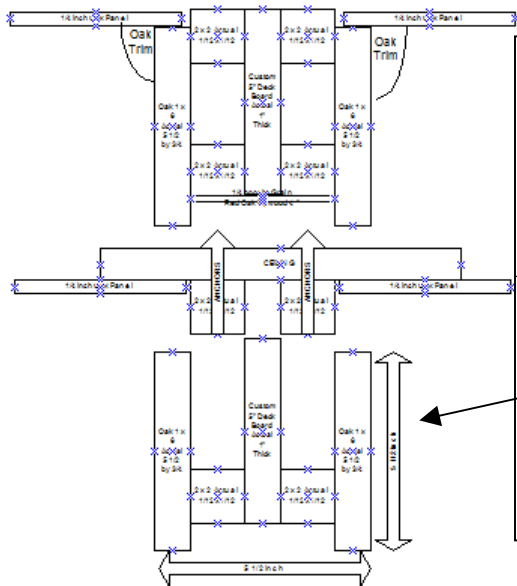 1/4 inch Oak Panel
1/4 inch Oak Panel
Oak
Trim
Oak
Trim
2 x 2 Actual
1 1/2 x 1 1/2
2 x 2 Actual
1 1/2 x 1 1/2
Custom
5" Deck
Board
Actual
1"
Thick
Oak 1 x
6
Actual
5 1/2
by 3/4
Oak 1 x
6
Actual
5 1/2
by 3/4
2 x 2 Actual
1 1/2 x 1 1/2
2 x 2 Actual
1 1/2 x 1 1/2
Red Oak
CEILING
ANCHORS
ANCHORS
1/4 inch Oak Panel
1/4 inch Oak Panel
2 x 2
1 1/2
2 x 2 Actual
1 1/2 x 1 1/2
Custom
5" Deck
Board
Actual
1"
Thick
Oak 1 x
6
Actual
5 1/2
by 3/4
Oak 1 x
6
Actual
5 1/2
by 3/4
5 1/2 inch
2 x 2 Actual
1 1/2 x 1 1/2
2 x 2 Actual
1 1/2 x 1 1/2
5 1/2 inch